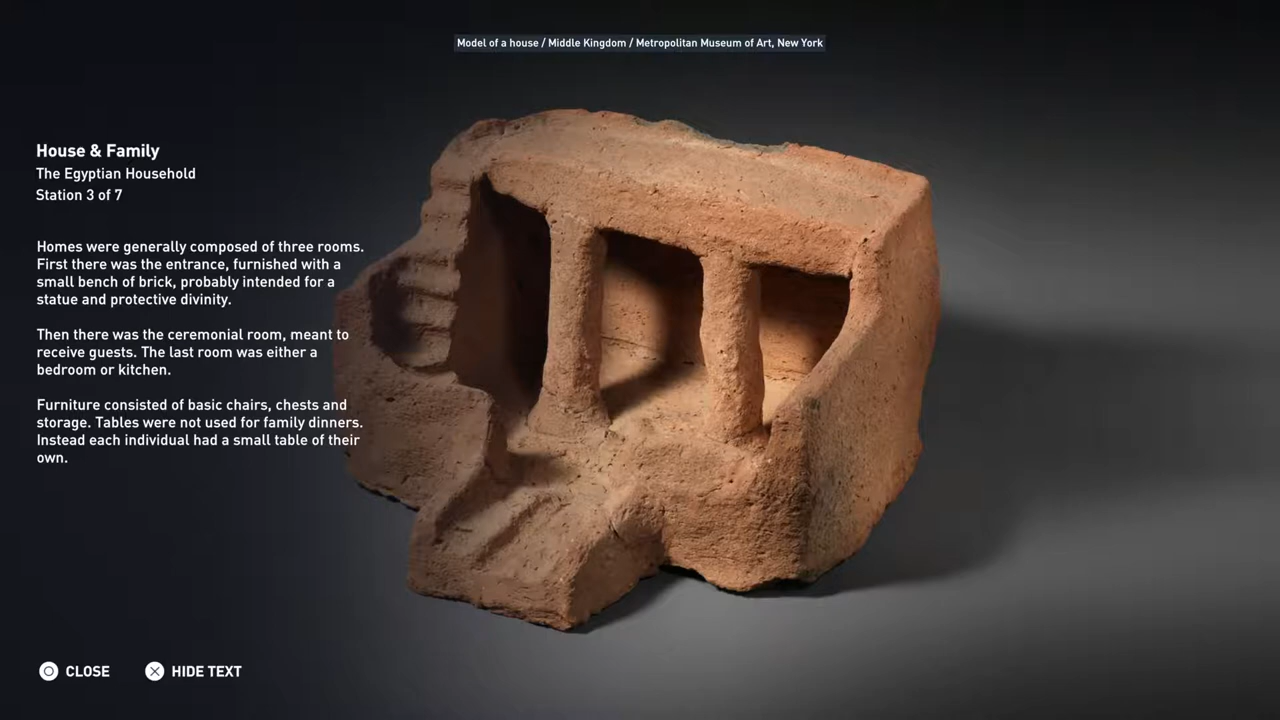 Model of a house / Middle Kingdom / Metropolitan Museum of Art, New York
House & Family
The Egyptian Household
Station 3 of 7
Homes were generally composed of three rooms.
First there was the entrance, furnished with a
small bench of brick, probably intended for a
statue and protective divinity.
Then there was the ceremonial room, meant to
receive guests. The last room was either a
bedroom or kitchen.
Furniture consisted of basic chairs, chests and
storage. Tables were not used for family dinners.
Instead each individual had a small table of their
own.
CLOSE
HIDE TEXT